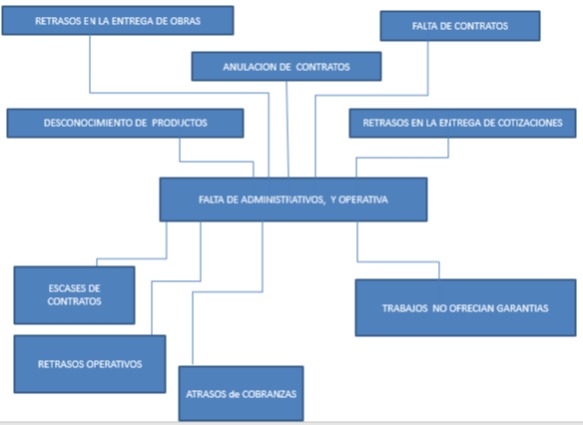 RETRASOS EN LA ENTREGA DE OBRAS
FALTA DE CONTRATOS
ANULACION DE CONTRATOS
DESCONOCIMIENTO DE PRODUCTOS
RETRASOS EN LA ENTREGA DE COTIZACIONES
FALTA DE ADMINISTRATIVOS, Y OPERATIVA
ESCASES DE
CONTRATOS
TRABAJOS NO OFRECIAN GARANTIAS
RETRASOS OPERATIVOS
ATRASOS de COBRANZAS